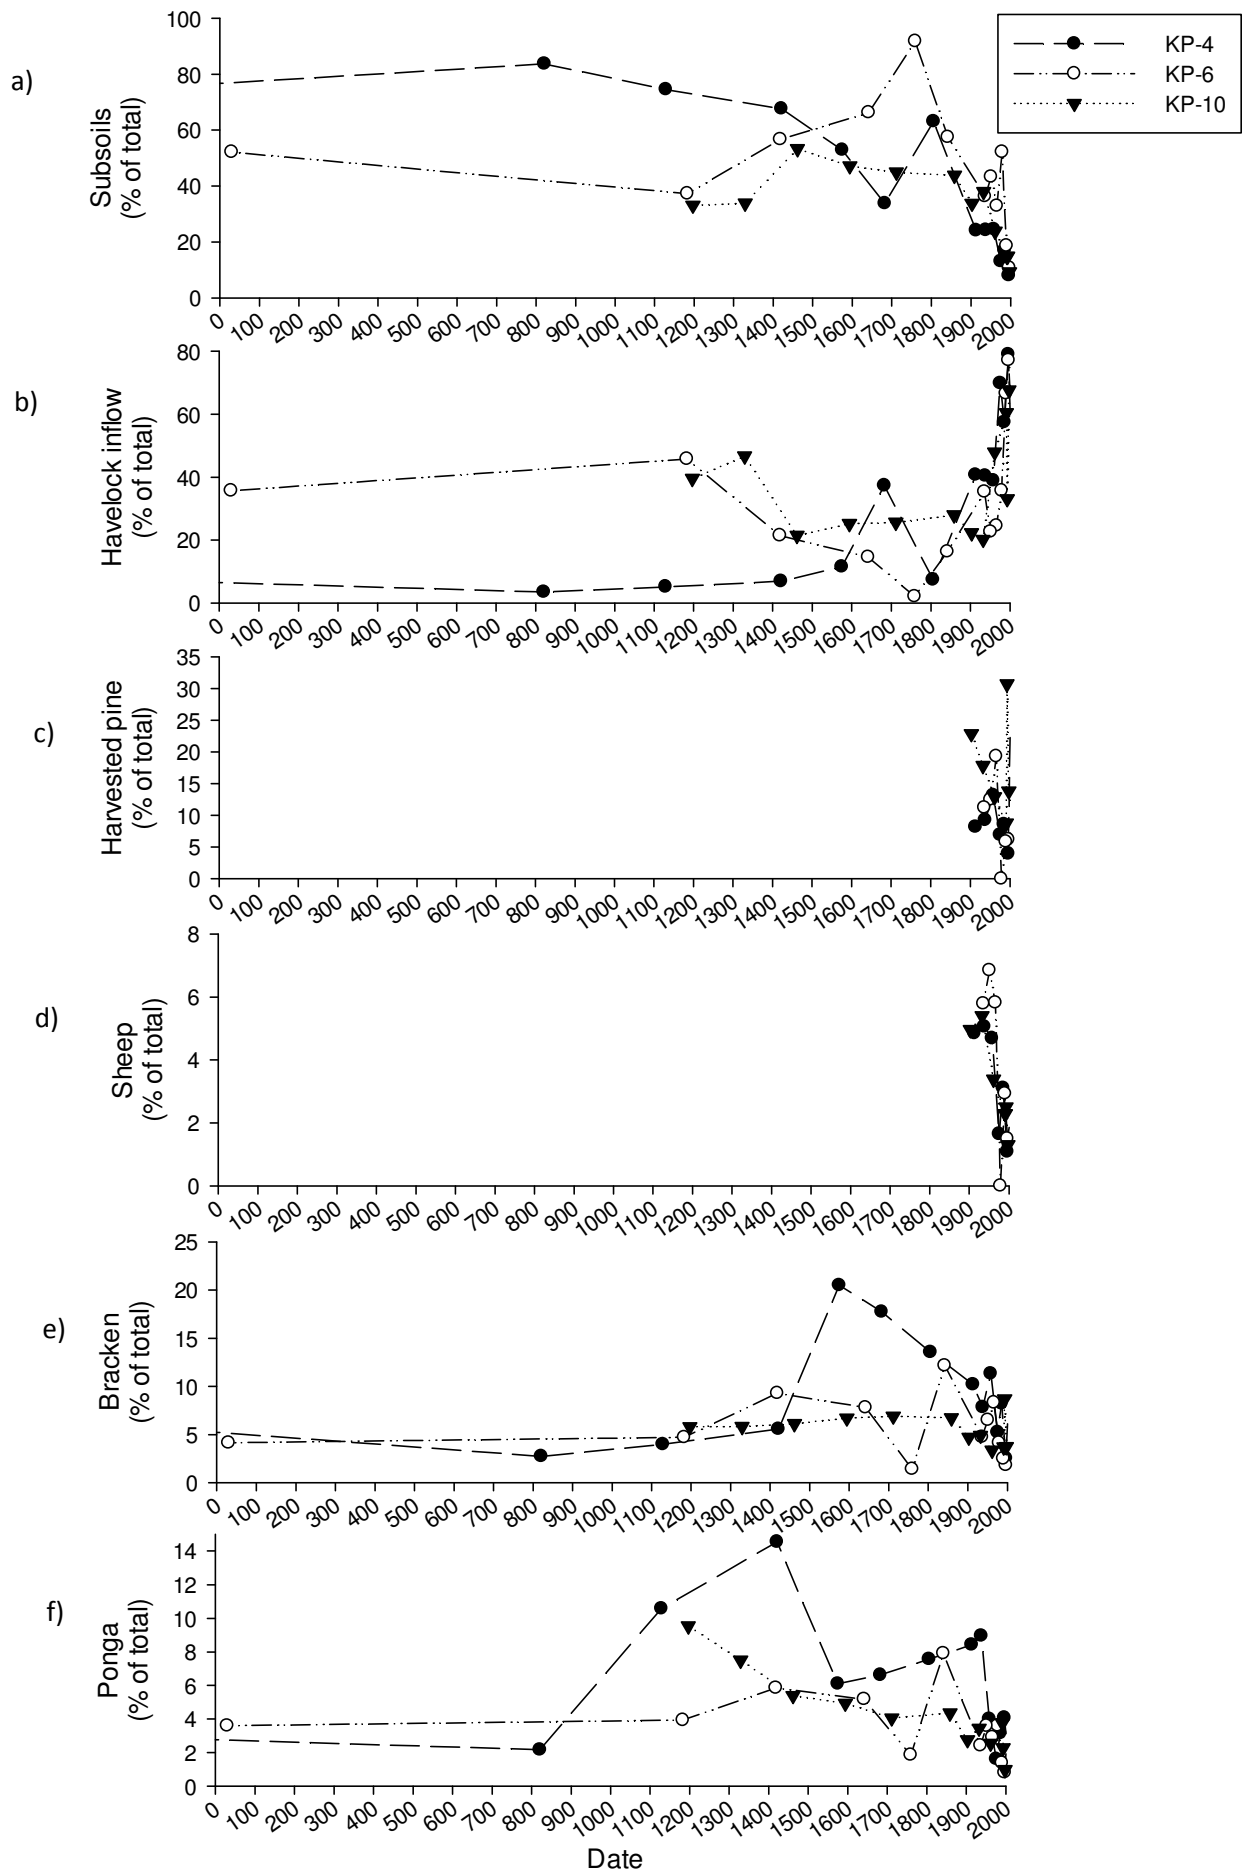 KP-4
KP-6
KP-10
a)
Subsoils
(% of total)
100
80
60
40
20
0
0 100 200 300 400 500 600 700 800 900 1000 1100 1200 1300 1400 1500 1600 1700 1800 1900 2000
b)
Havelock inflow
(% of total)
80
60
40
20
0
0 100 200 300 400 500 600 700 800 900 1000 1100 1200 1300 1400 1500 1600 1700 1800 1900 2000
c)
Harvested pine
(% of total)
35
30
25
20
15
10
5
0
0 100 200 300 400 500 600 700 800 900 1000 1100 1200 1300 1400 1500 1600 1700 1800 1900 2000
d)
Sheep
(% of total)
8
6
4
2
0
0 100 200 300 400 500 600 700 800 900 1000 1100 1200 1300 1400 1500 1600 1700 1800 1900 2000
e)
Bracken
(% of total)
25
20
15
10
5
0
0 100 200 300 400 500 600 700 800 900 1000 1100 1200 1300 1400 1500 1600 1700 1800 1900 2000
f)
Ponga
(% of total)
14
12
10
8
6
4
2
0
0 100 200 300 400 500 600 700 800 900 1000 1100 1200 1300 1400 1500 1600 1700 1800 1900 2000
Date